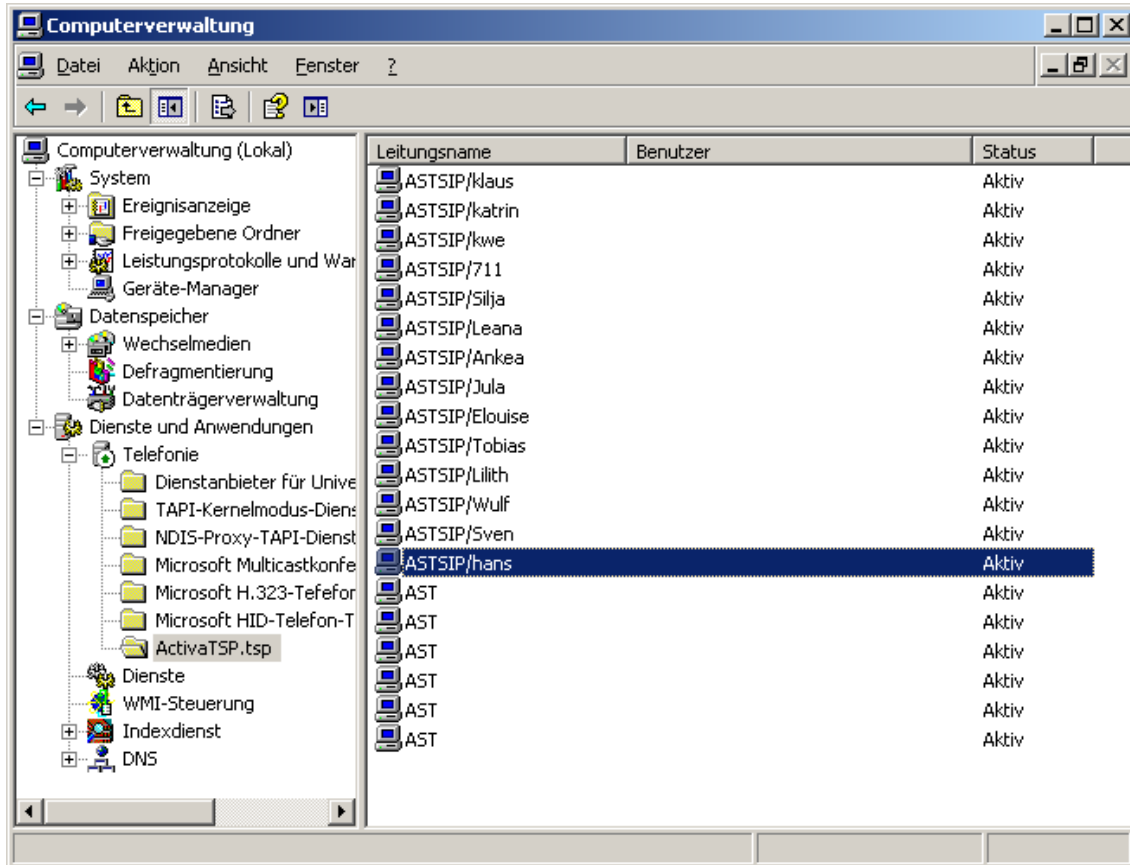 Computerverwaltung
Datei Aktion Ansicht Fenster ?
Computerverwaltung (Lokal)
System
Ereignisanzeige
Freigegebene Ordner
Leistungsprotokolle und War
Geräte-Manager
Datenspeicher
Wechselmedien
Defragmentierung
Datenträgerverwaltung
Dienste und Anwendungen
Telefonie
Dienstanbieter für Unive
TAPI-Kernelmodus-Diens
NDIS-Proxy-TAPI-Dienst
Microsoft Multicastkonfe
Microsoft H.323-Tefefor
Microsoft HID-Telefon-T
ActivaTSP.tsp
Dienste
WMI-Steuerung
Indexdienst
DNS
Leitungsname Benutzer Status
ASTSIP/klaus Aktiv
ASTSIP/katrin Aktiv
ASTSIP/kwe Aktiv
ASTSIP/711 Aktiv
ASTSIP/Silja Aktiv
ASTSIP/Leana Aktiv
ASTSIP/Ankea Aktiv
ASTSIP/Jula Aktiv
ASTSIP/Elouise Aktiv
ASTSIP/Tobias Aktiv
ASTSIP/Lilith Aktiv
ASTSIP/Wulf Aktiv
ASTSIP/Sven Aktiv
ASTSIP/hans Aktiv
AST Aktiv
AST Aktiv
AST Aktiv
AST Aktiv
AST Aktiv
AST Aktiv